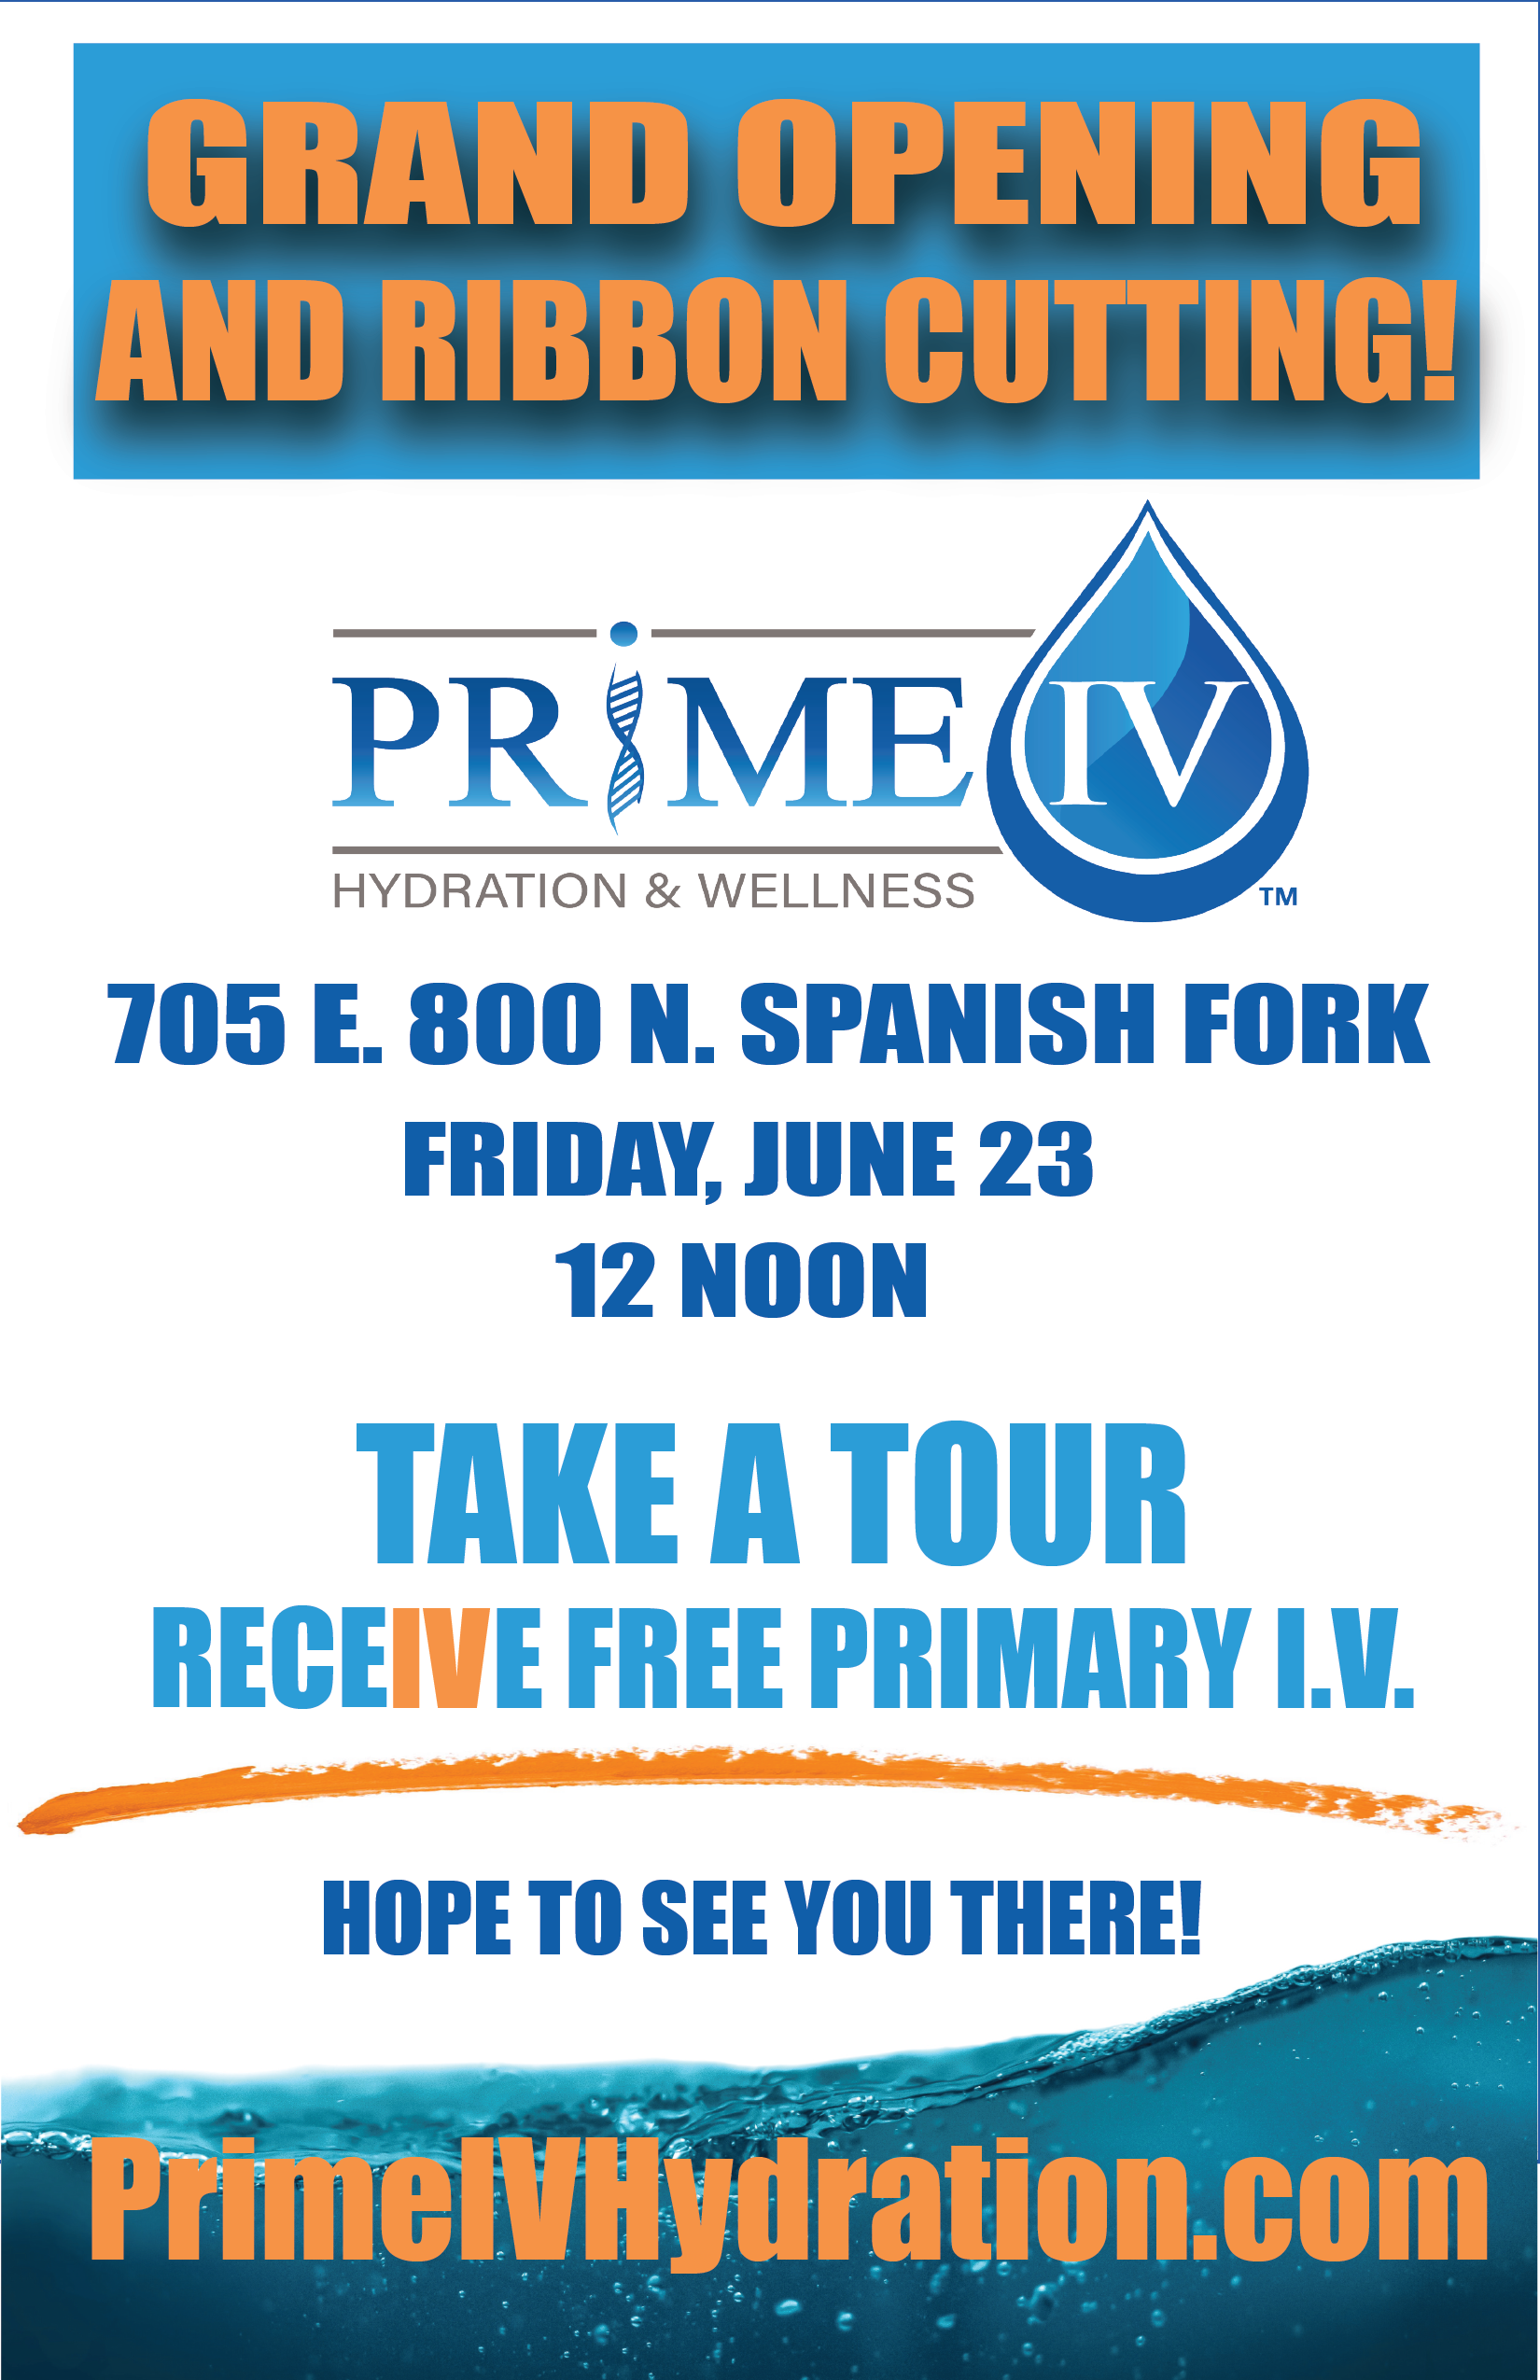 GRAND OPENING
AND RIBBON CUTTING!
PRiME IV
HYDRATION & WELLNESS ™
705 E. 800 N. SPANISH FORK
FRIDAY, JUNE 23
12 NOON
TAKE A TOUR
RECEIVE FREE PRIMARY I.V.
HOPE TO SEE YOU THERE!
PrimeIVHydration.com